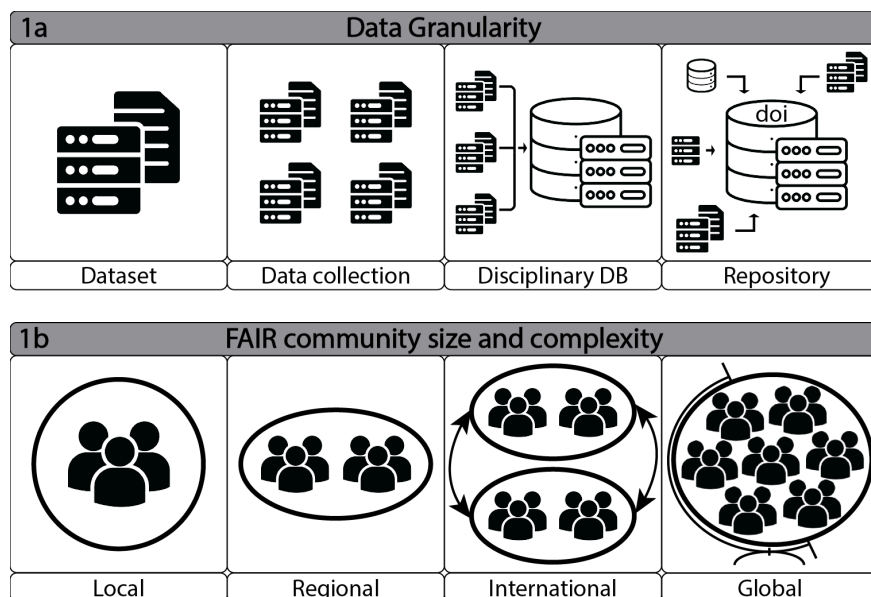 1a
Data Granularity
doi
Dataset
Data collection
Disciplinary DB
Repository
1b
FAIR community size and complexity
Local
Regional
International
Global